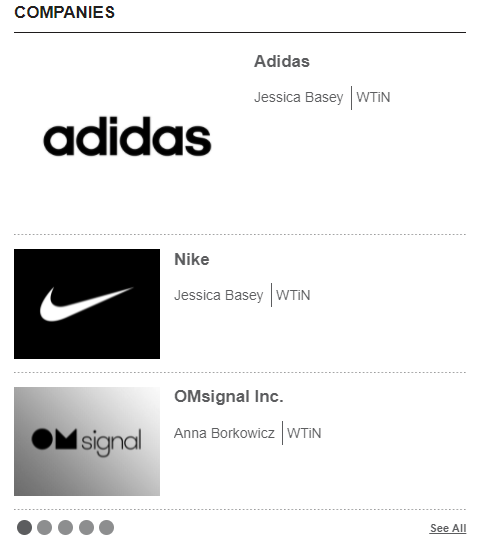 COMPANIES
Adidas
Jessica Basey | WTiN
adidas
Nike
Jessica Basey | WTiN
OMsignal Inc.
OM signal
Anna Borkowicz | WTiN
See All